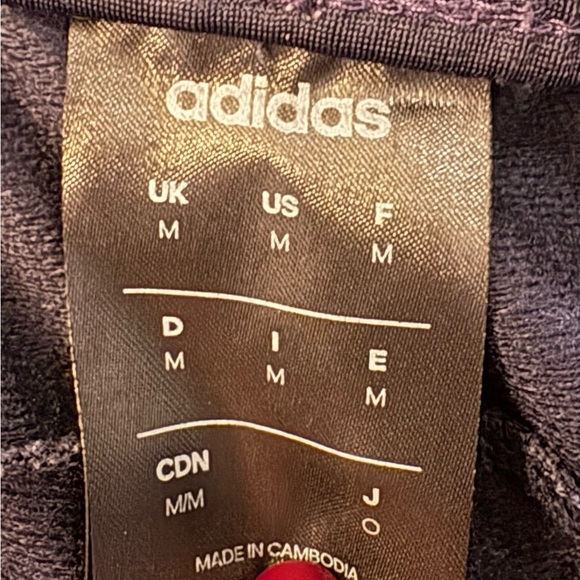 adidas
UK US F
M M M
D I E
M M M
CDN J
M/M O
MADE IN CAMBODIA